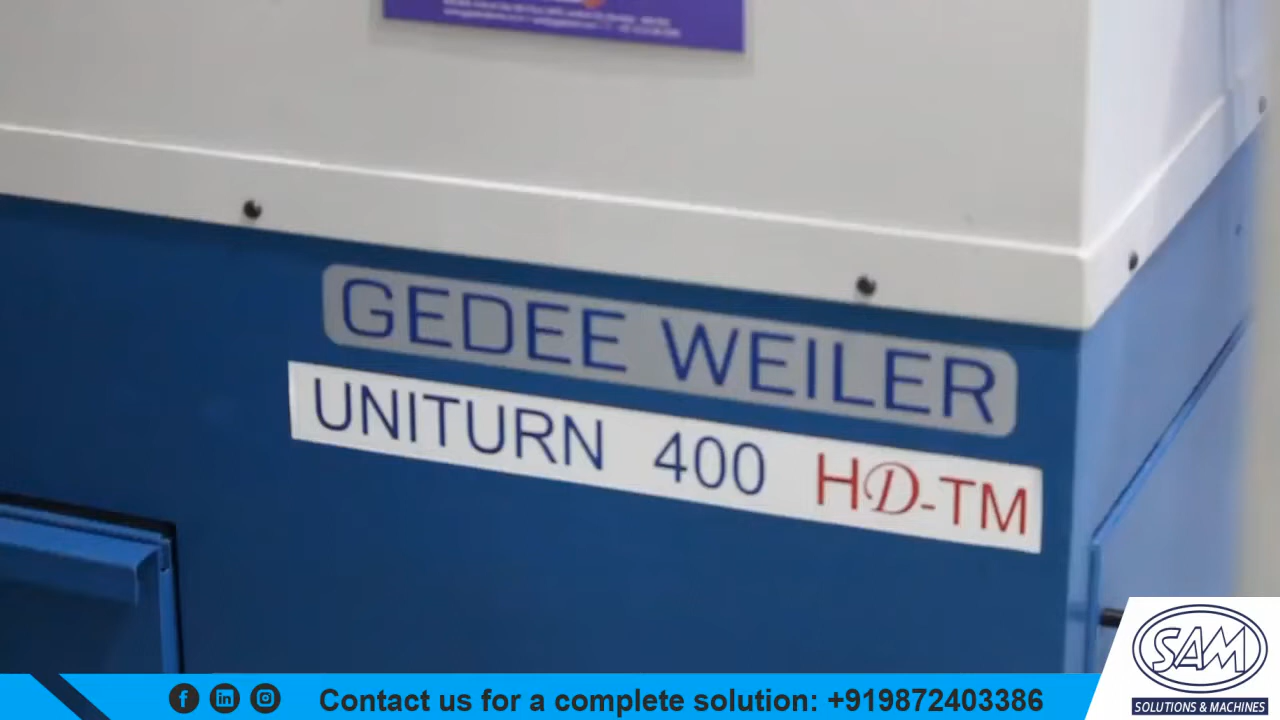 GEDEE WEILER
UNITURN 400 HD-TM
SAM
Contact us for a complete solution: +919872403386
SOLUTIONS & MACHINES